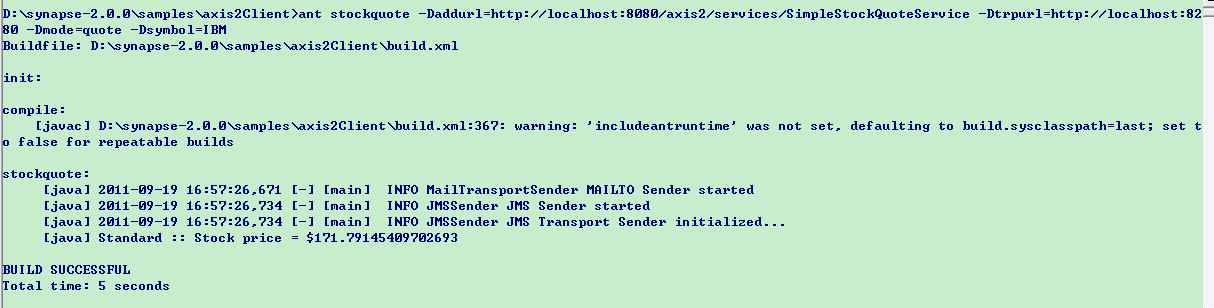 D:\synapse-2.0.0\samples\axis2Client>ant stockquote -Daddurl=http://localhost:8080/axis2/services/SimpleStockQuoteService -Dtrpurl=http://localhost:82
80 -Dmode=quote -Dsymbol=IBM
Buildfile: D:\synapse-2.0.0\samples\axis2Client\build.xml
init:
compile:
[javac] D:\synapse-2.0.0\samples\axis2Client\build.xml:367: warning: 'includeantruntime' was not set, defaulting to build.sysclasspath=last; set t
o false for repeatable builds
stockquote:
[java] 2011-09-19 16:57:26,671 [-] [main]  INFO MailTransportSender MAILTO Sender started
[java] 2011-09-19 16:57:26,734 [-] [main]  INFO JMSSender JMS Sender started
[java] 2011-09-19 16:57:26,734 [-] [main]  INFO JMSSender JMS Transport Sender initialized...
[java] Standard :: Stock price = $171.79145409702693
BUILD SUCCESSFUL
Total time: 5 seconds